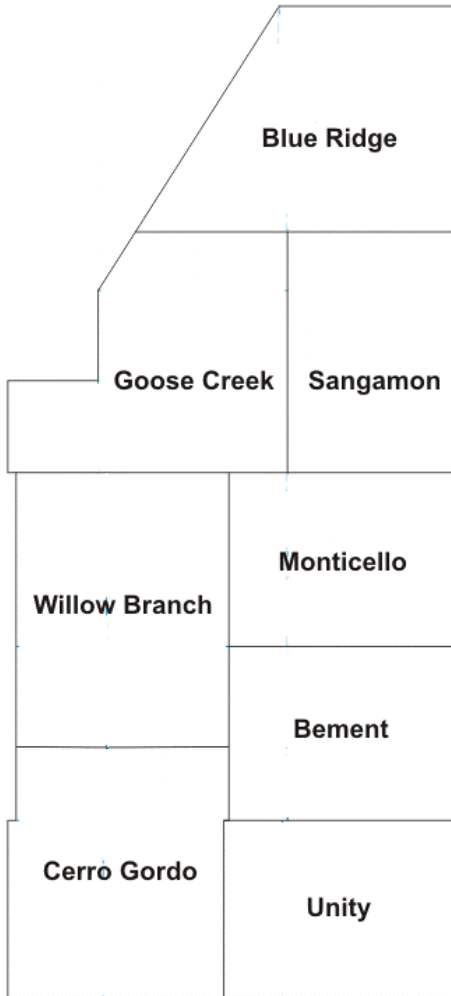 Blue Ridge
Goose Creek
Sangamon
Monticello
Willow Branch
Bement
Cerro Gordo
Unity